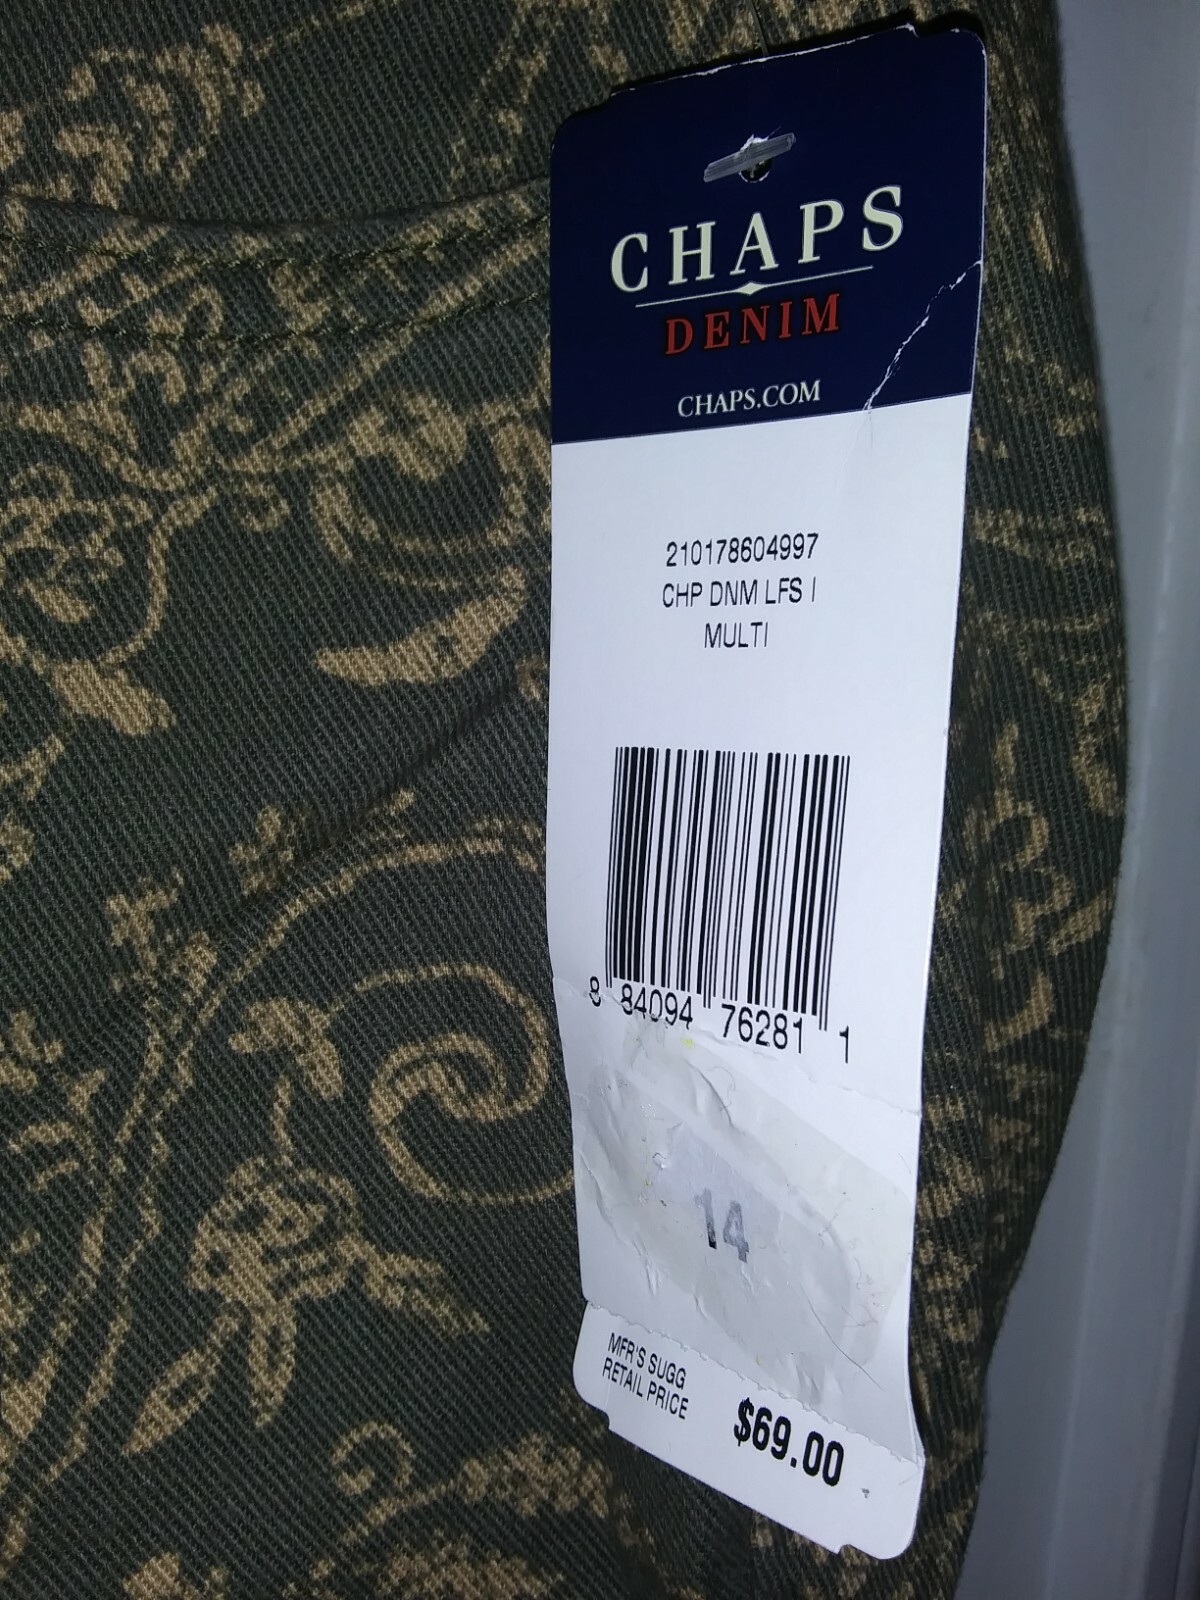 CHAPS
DENIM
CHAPS.COM
210178604997
CHP DNM LFS I
MULTI
8 84094 76281 1
14
MFR'S SUGG
RETAIL PRICE
$69.00